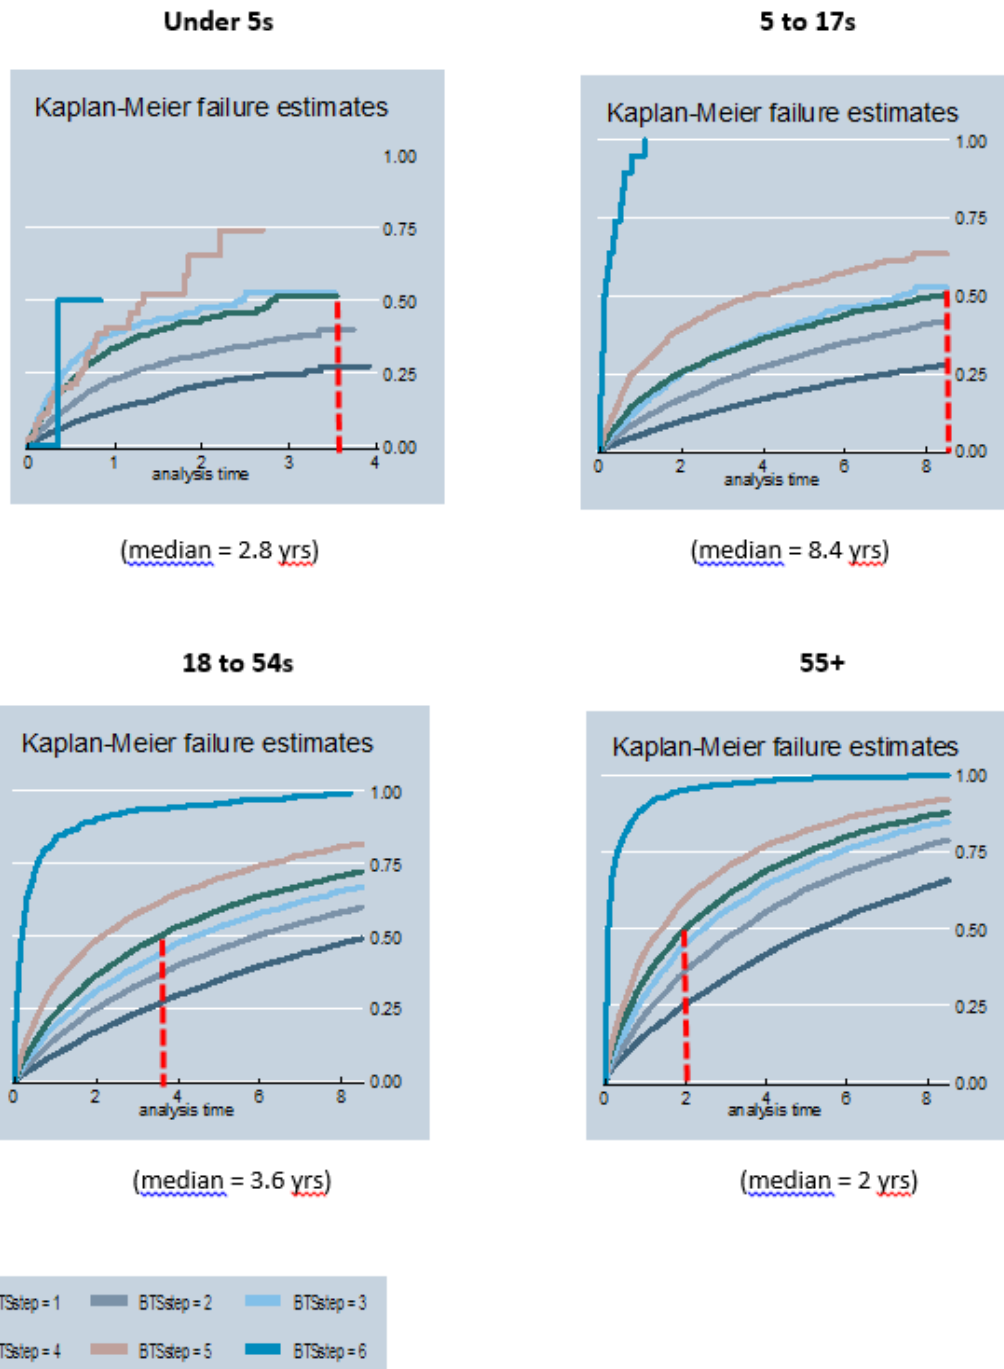 Under 5s
5 to 17s
Kaplan-Meier failure estimates
1.00
0.75
0.50
0.25
0.00
0 1 2 3 4
analysis time
(median = 2.8 yrs)
Kaplan-Meier failure estimates
1.00
0.75
0.50
0.25
0.00
0 2 4 6 8
analysis time
(median = 8.4 yrs)
18 to 54s
55+
Kaplan-Meier failure estimates
1.00
0.75
0.50
0.25
0.00
0 2 4 6 8
analysis time
(median = 3.6 yrs)
Kaplan-Meier failure estimates
1.00
0.75
0.50
0.25
0.00
0 2 4 6 8
analysis time
(median = 2 yrs)
TSstep = 1 BTSstep = 2 BTSstep = 3
TSstep = 4 BTSstep = 5 BTSstep = 6